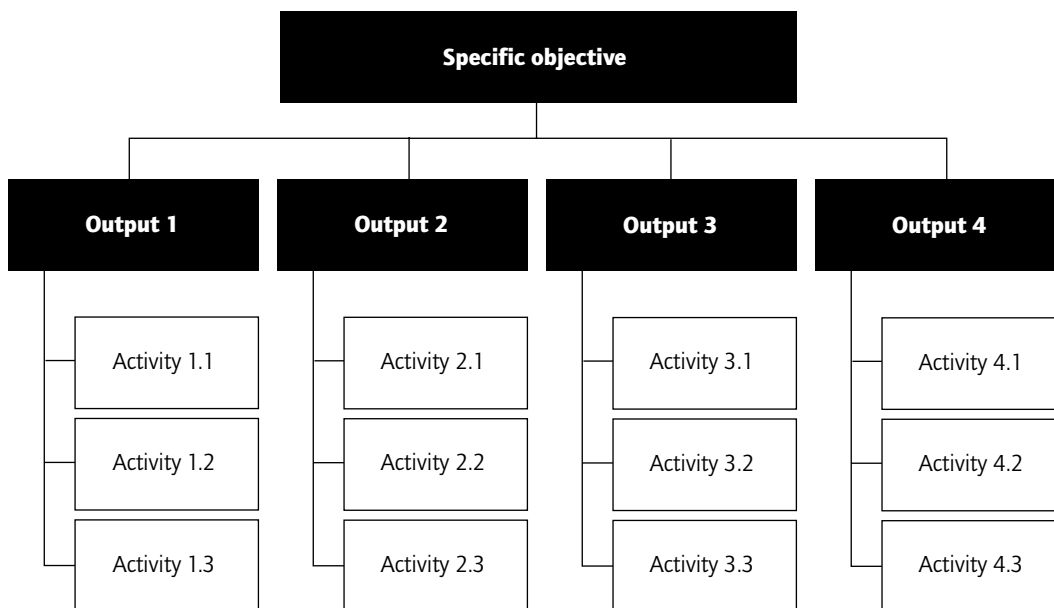 Specific objective
Output 1
Output 2
Output 3
Output 4
Activity 1.1
Activity 2.1
Activity 3.1
Activity 4.1
Activity 1.2
Activity 2.2
Activity 3.2
Activity 4.2
Activity 1.3
Activity 2.3
Activity 3.3
Activity 4.3